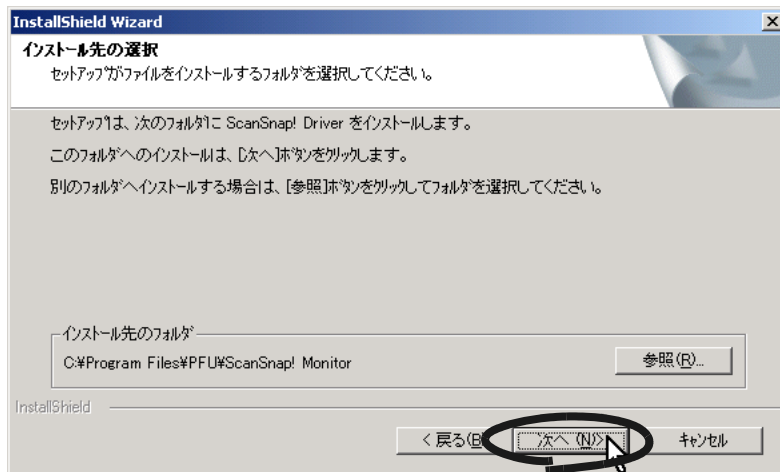 InstallShield Wizard
インストール先の選択
セットアップがファイルをインストールするフォルダを選択してください。
セットアップは、次のフォルダに ScanSnap! Driver をインストールします。
このフォルダへのインストールは、[次へ]ボタンをクリックします。
別のフォルダへインストールする場合は、[参照]ボタンをクリックしてフォルダを選択してください。
インストール先のフォルダ
C:¥Program Files¥PFU¥ScanSnap! Monitor
参照(R)...
InstallShield
< 戻る(B
次へ (N)>
キャンセル